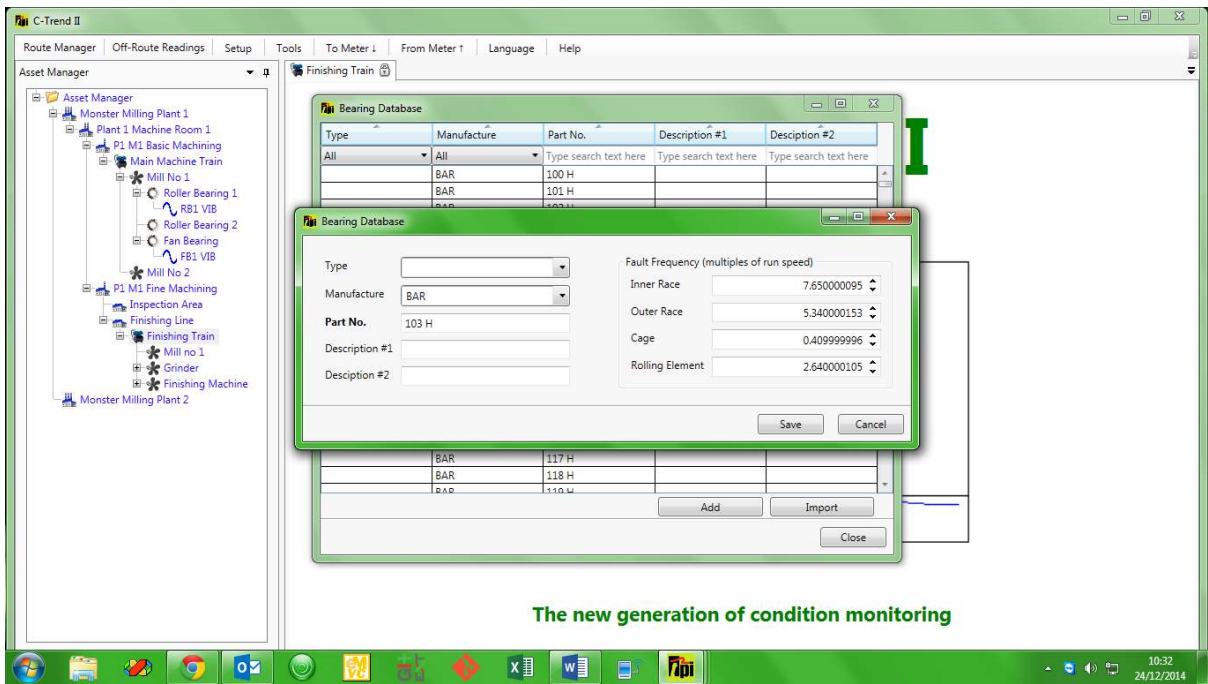 C-Trend II
Route Manager Off-Route Readings Setup Tools To Meter ↓ From Meter ↑ Language Help
Asset Manager
Finishing Train
Asset Manager
Monster Milling Plant 1
Plant 1 Machine Room 1
P1 M1 Basic Machining
Main Machine Train
Mill No 1
Roller Bearing 1
RB1 VIB
Roller Bearing 2
Fan Bearing
FB1 VIB
Mill No 2
P1 M1 Fine Machining
Inspection Area
Finishing Line
Finishing Train
Mill no 1
Grinder
Finishing Machine
Monster Milling Plant 2
I
Bearing Database
Type Manufacture Part No. Description #1 Desciption #2
All All Type search text here Type search text here Type search text here
BAR 100 H
BAR 101 H
BAR 102 H
Bearing Database
Type
Manufacture BAR
Part No. 103 H
Description #1
Desciption #2
Fault Frequency (multiples of run speed)
Inner Race 7.650000095
Outer Race 5.340000153
Cage 0.409999996
Rolling Element 2.640000105
Save Cancel
BAR 117 H
BAR 118 H
BAR 119 H
Add Import
Close
The new generation of condition monitoring
10:32
24/12/2014